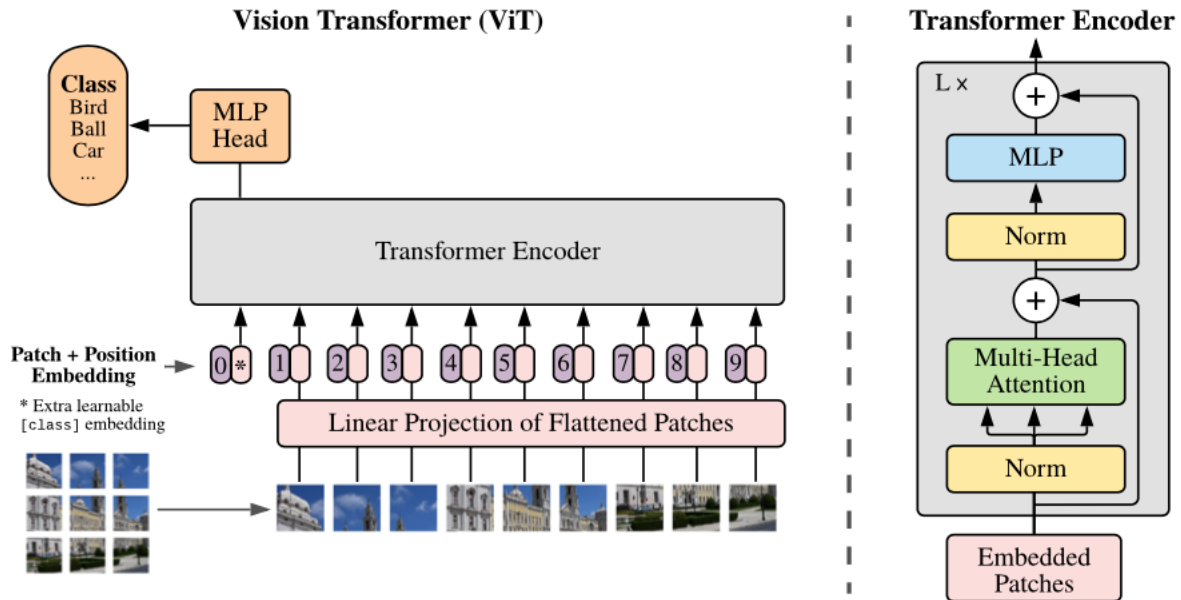 Vision Transformer (ViT)
Class
Bird
Ball
Car
...
MLP
Head
Transformer Encoder
Patch + Position
Embedding
0 * 1 2 3 4 5 6 7 8 9
* Extra learnable
[class] embedding
Linear Projection of Flattened Patches
Transformer Encoder
L ×
+
MLP
Norm
+
Multi-Head
Attention
Norm
Embedded
Patches